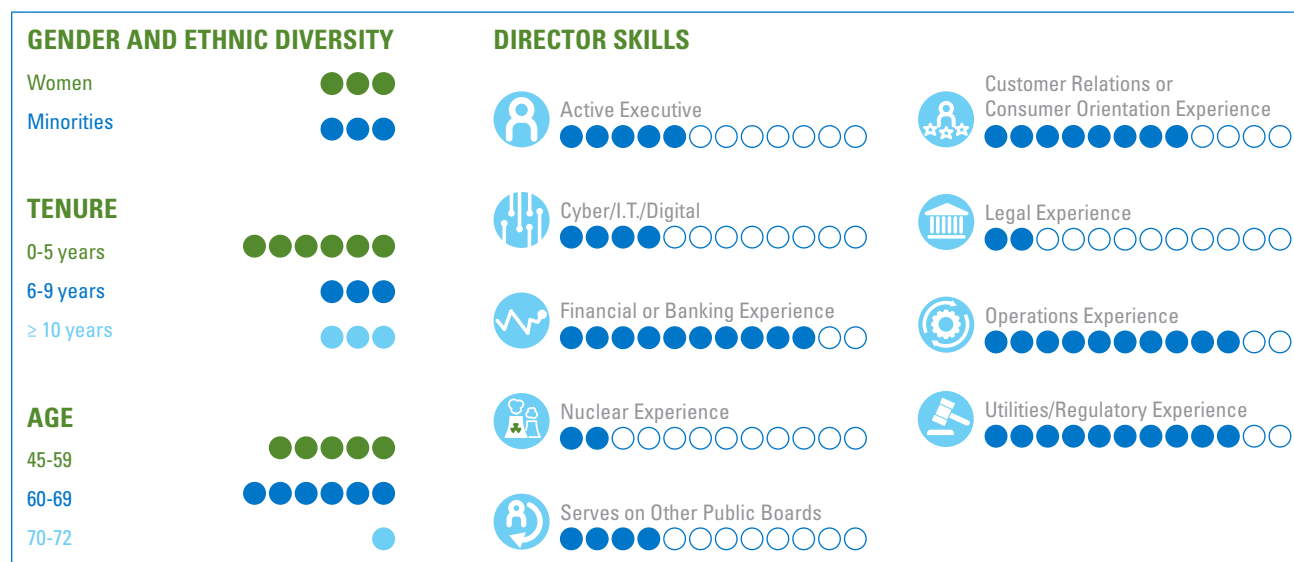 GENDER AND ETHNIC DIVERSITY
Women
Minorities
TENURE
0-5 years
6-9 years
≥ 10 years
AGE
45-59
60-69
70-72
DIRECTOR SKILLS
Active Executive
Cyber/I.T./Digital
Financial or Banking Experience
Nuclear Experience
Serves on Other Public Boards
Customer Relations or
Consumer Orientation Experience
Legal Experience
Operations Experience
Utilities/Regulatory Experience